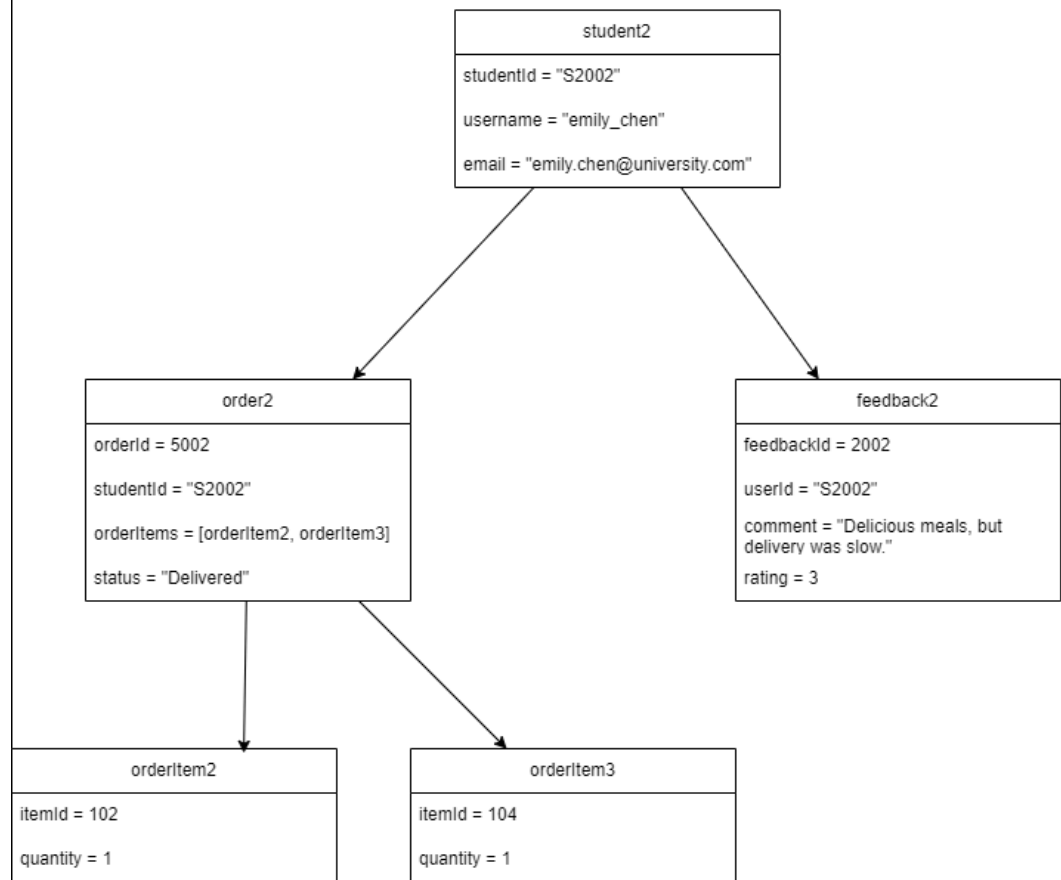 student2
studentId = "S2002"
username = "emily_chen"
email = "emily.chen@university.com"
order2
orderId = 5002
studentId = "S2002"
orderItems = [orderItem2, orderItem3]
status = "Delivered"
feedback2
feedbackId = 2002
userId = "S2002"
comment = "Delicious meals, but
delivery was slow."
rating = 3
orderItem2
itemId = 102
quantity = 1
orderItem3
itemId = 104
quantity = 1